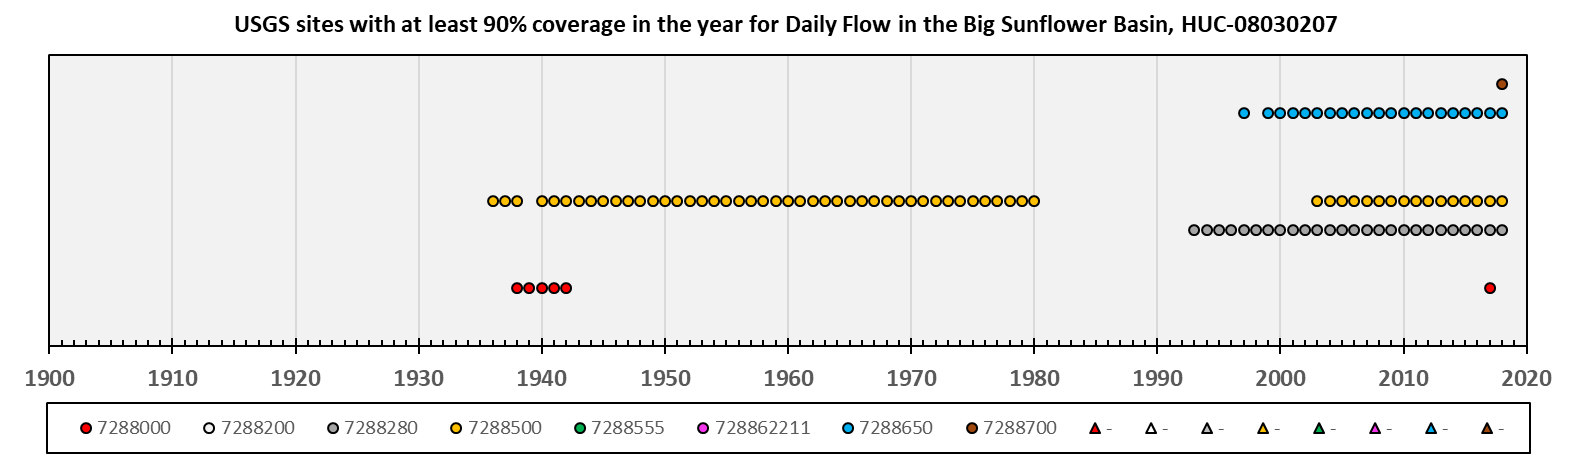 USGS sites with at least 90% coverage in the year for Daily Flow in the Big Sunflower Basin, HUC-08030207
1900 1910 1920 1930 1940 1950 1960 1970 1980 1990 2000 2010 2020
7288000 7288200 7288280 7288500 7288555 728862211 7288650 7288700 - - - - - - - -